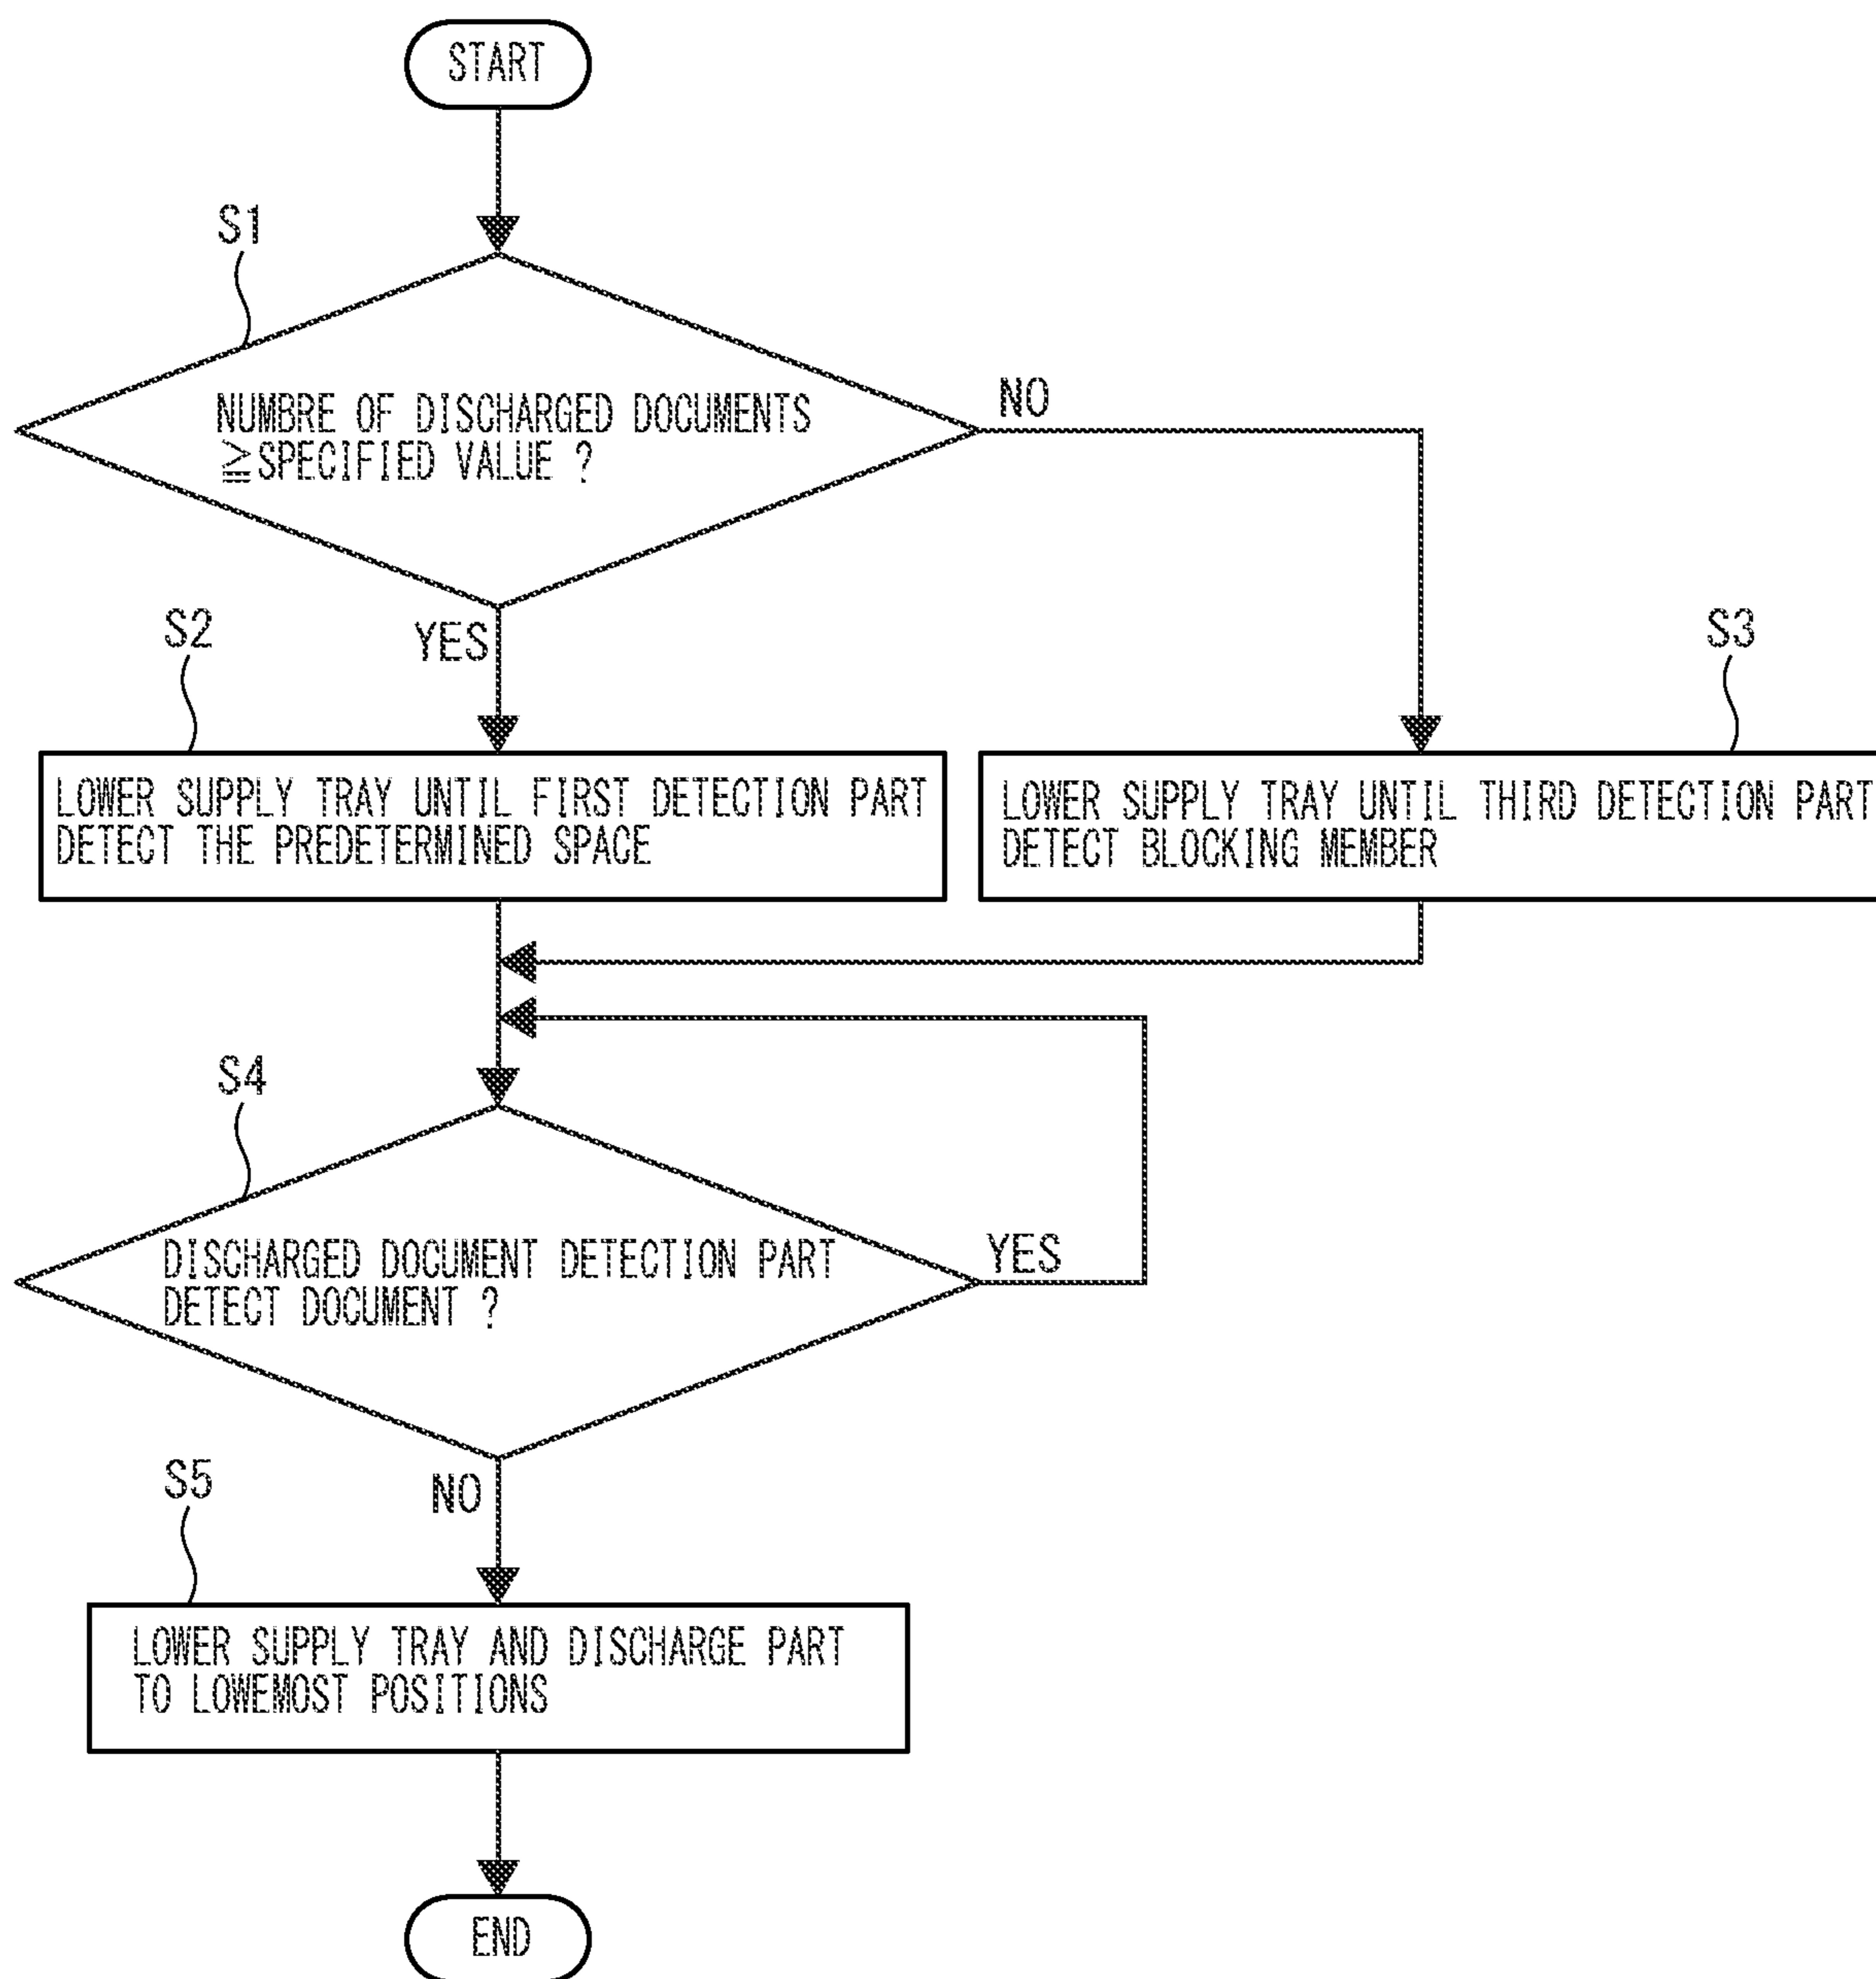 START
S1
NUMBRE OF DISCHARGED DOCUMENTS
≧SPECIFIED VALUE ?
NO
YES
S2
LOWER SUPPLY TRAY UNTIL FIRST DETECTION PART
DETECT THE PREDETERMINED SPACE
S3
LOWER SUPPLY TRAY UNTIL THIRD DETECTION PART
DETECT BLOCKING MEMBER
S4
DISCHARGED DOCUMENT DETECTION PART
DETECT DOCUMENT ?
YES
NO
S5
LOWER SUPPLY TRAY AND DISCHARGE PART
TO LOWEMOST POSITIONS
END